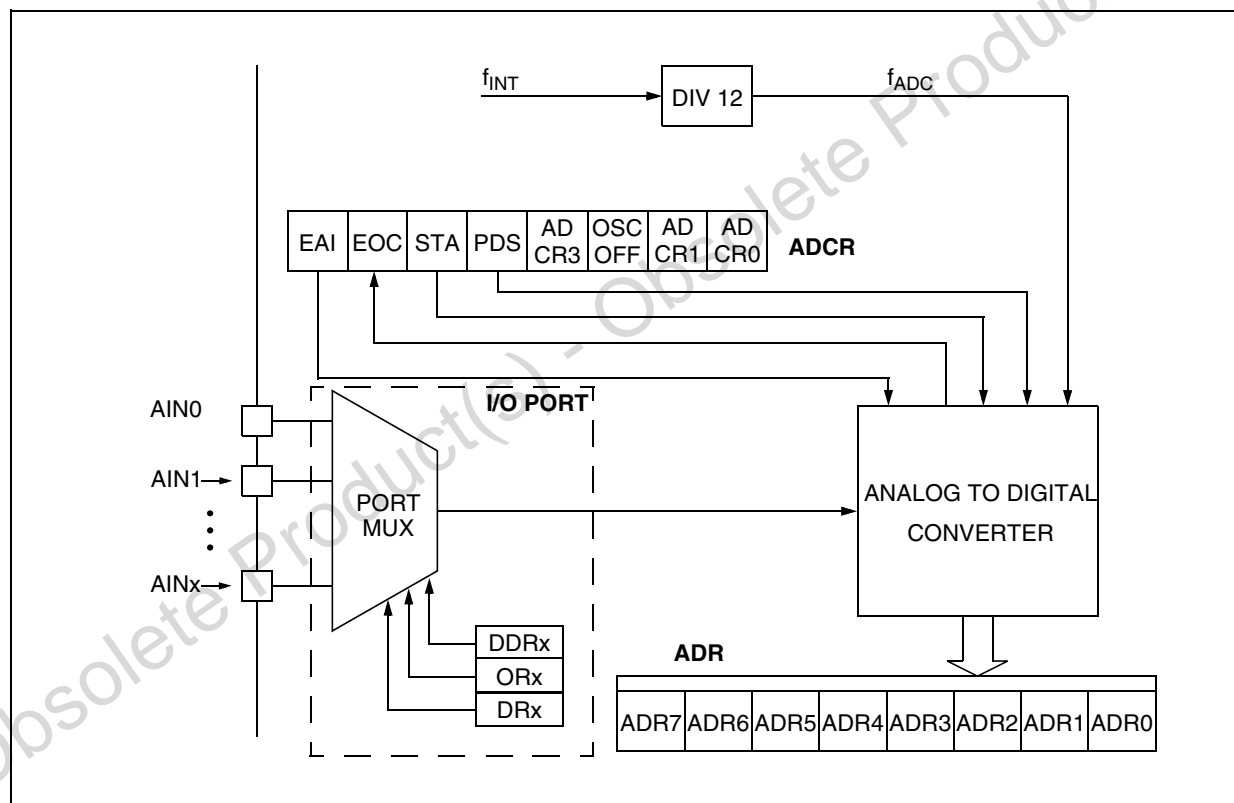 fINT
DIV 12
fADC
EAI
EOC
STA
PDS
AD CR3
OSC OFF
AD CR1
AD CR0
ADCR
I/O PORT
AIN0
AIN1
AINx
PORT
MUX
ANALOG TO DIGITAL
CONVERTER
DDRx
ORx
DRx
ADR
ADR7
ADR6
ADR5
ADR4
ADR3
ADR2
ADR1
ADR0
Obsolete Product(s) - Obsolete Produc